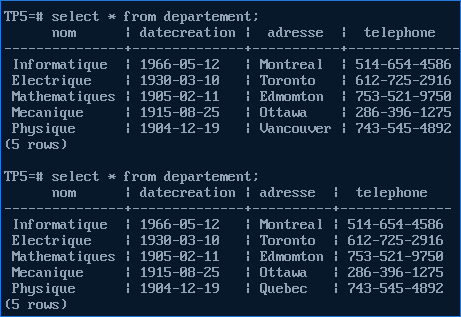 TP5=# select * from departement;
      nom      ¦ datecreation ¦ adresse   ¦  telephone
---------------+--------------+-----------+--------------
 Informatique  ¦ 1966-05-12   ¦ Montreal  ¦ 514-654-4586
 Electrique    ¦ 1930-03-10   ¦ Toronto   ¦ 612-725-2916
 Mathematiques ¦ 1905-02-11   ¦ Edmomton  ¦ 753-521-9750
 Mecanique     ¦ 1915-08-25   ¦ Ottawa    ¦ 286-396-1275
 Physique      ¦ 1904-12-19   ¦ Vancouver ¦ 743-545-4892
(5 rows)
TP5=# select * from departement;
      nom      ¦ datecreation ¦ adresse  ¦  telephone
---------------+--------------+----------+--------------
 Informatique  ¦ 1966-05-12   ¦ Montreal ¦ 514-654-4586
 Electrique    ¦ 1930-03-10   ¦ Toronto  ¦ 612-725-2916
 Mathematiques ¦ 1905-02-11   ¦ Edmomton ¦ 753-521-9750
 Mecanique     ¦ 1915-08-25   ¦ Ottawa   ¦ 286-396-1275
 Physique      ¦ 1904-12-19   ¦ Quebec   ¦ 743-545-4892
(5 rows)